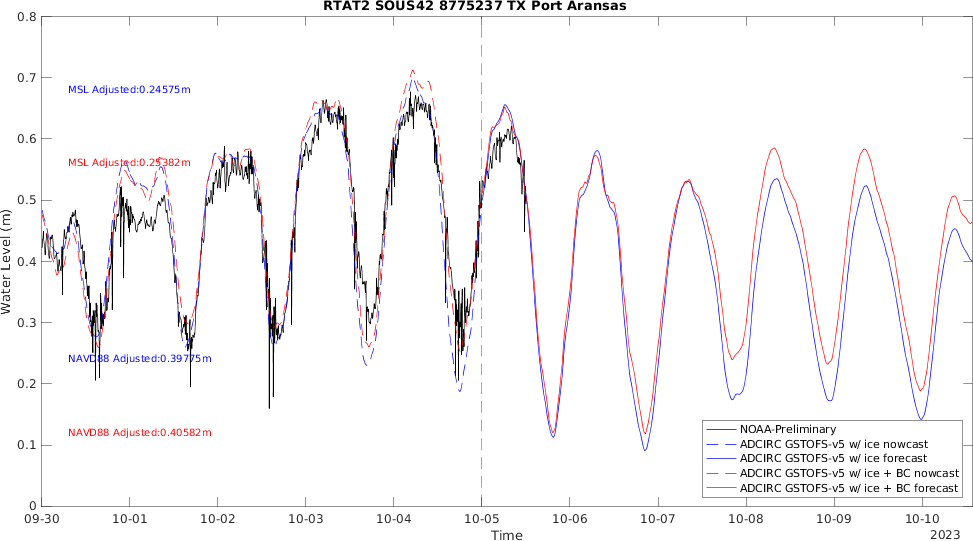 RTAT2 SOUS42 8775237 TX Port Aransas
0.8
0.7
0.6
0.5
0.4
0.3
0.2
0.1
0
Water Level (m)
MSL Adjusted:0.24575m
MSL Adjusted:0.25382m
NAVD88 Adjusted:0.39775m
NAVD88 Adjusted:0.40582m
NOAA-Preliminary
ADCIRC GSTOFS-v5 w/ ice nowcast
ADCIRC GSTOFS-v5 w/ ice forecast
ADCIRC GSTOFS-v5 w/ ice + BC nowcast
ADCIRC GSTOFS-v5 w/ ice + BC forecast
09-30 10-01 10-02 10-03 10-04 10-05 10-06 10-07 10-08 10-09 10-10
Time
2023